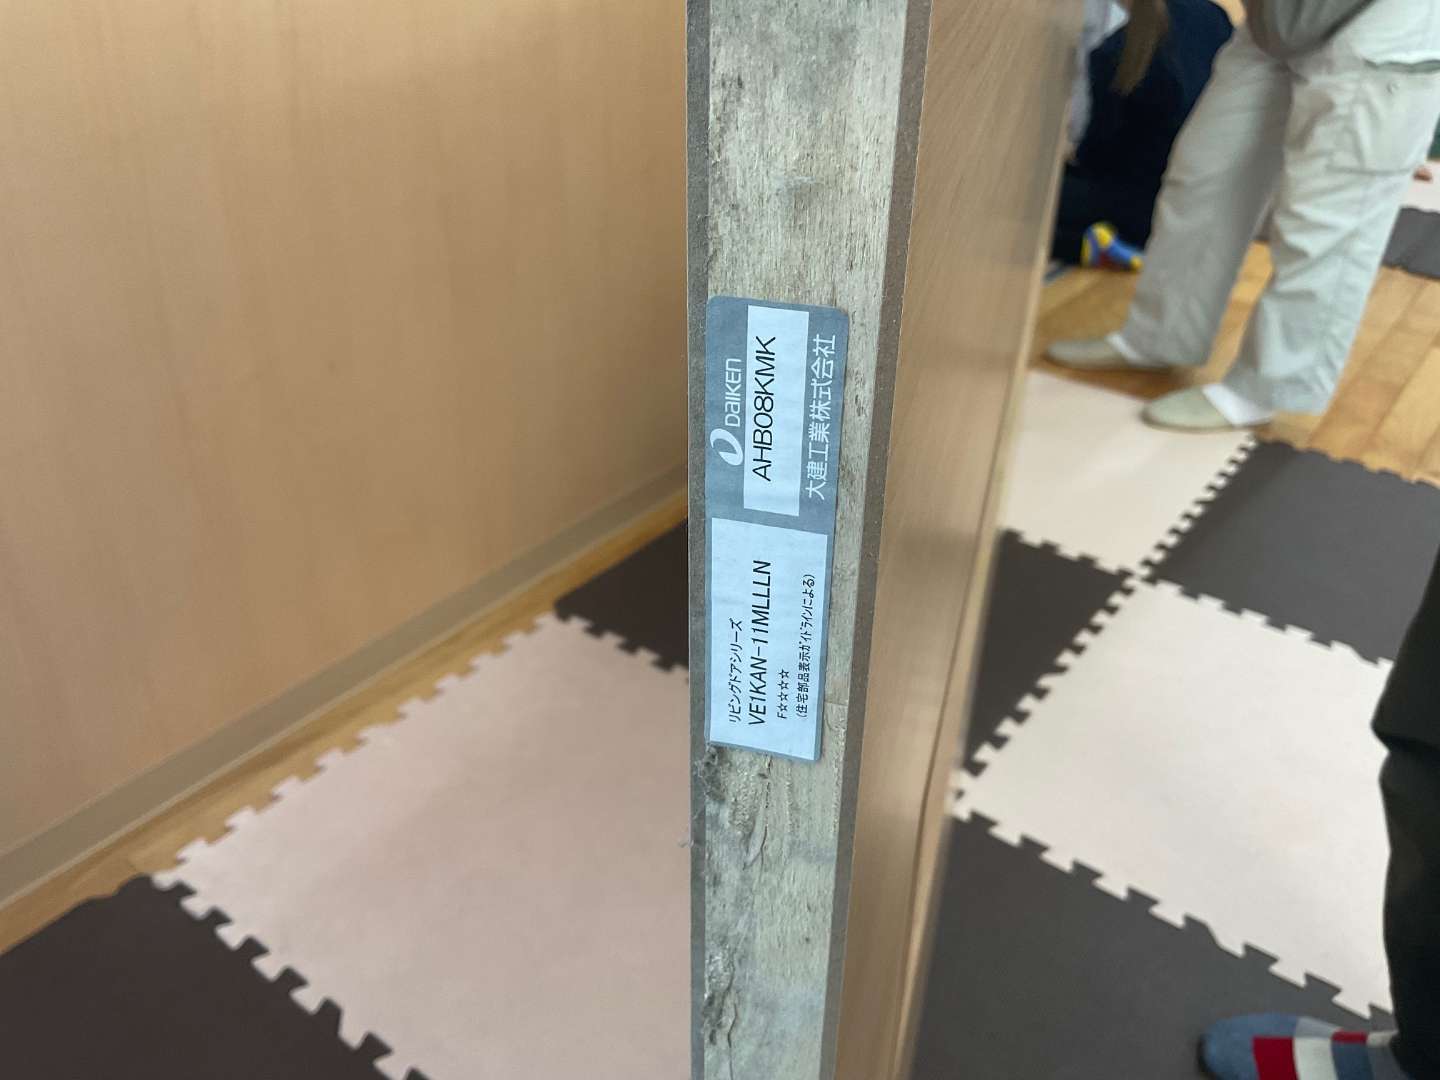 DAIKEN
AHB08KMK
大建工業株式会社
リビングドアシリーズ
VE1KAN-11MLLLN
F☆☆☆☆
(住宅部品表示ガイドラインによる)